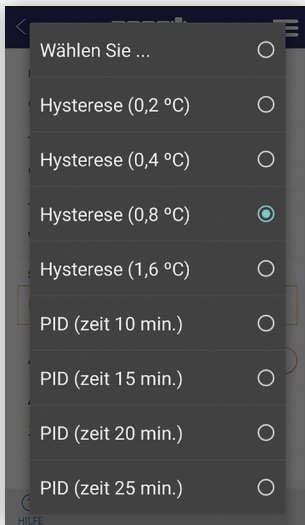 Wählen Sie ...
Hysterese (0,2 ºC)
Hysterese (0,4 ºC)
Hysterese (0,8 ºC)
Hysterese (1,6 ºC)
PID (zeit 10 min.)
PID (zeit 15 min.)
PID (zeit 20 min.)
PID (zeit 25 min.)
HILFE